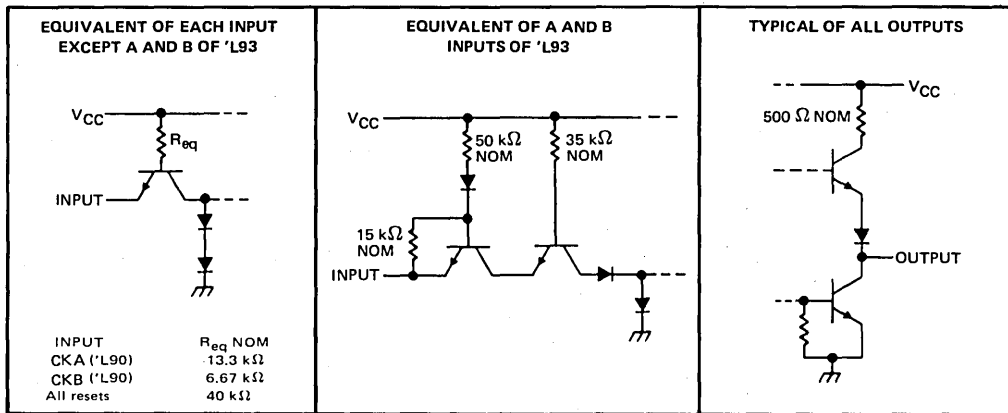 EQUIVALENT OF EACH INPUT
EXCEPT A AND B OF 'L93
VCC
Req
INPUT
INPUT Req NOM
CKA ('L90) 13.3 kΩ
CKB ('L90) 6.67 kΩ
All resets 40 kΩ
EQUIVALENT OF A AND B
INPUTS OF 'L93
VCC
50 kΩ
NOM
35 kΩ
NOM
15 kΩ
NOM
INPUT
TYPICAL OF ALL OUTPUTS
VCC
500 Ω NOM
OUTPUT